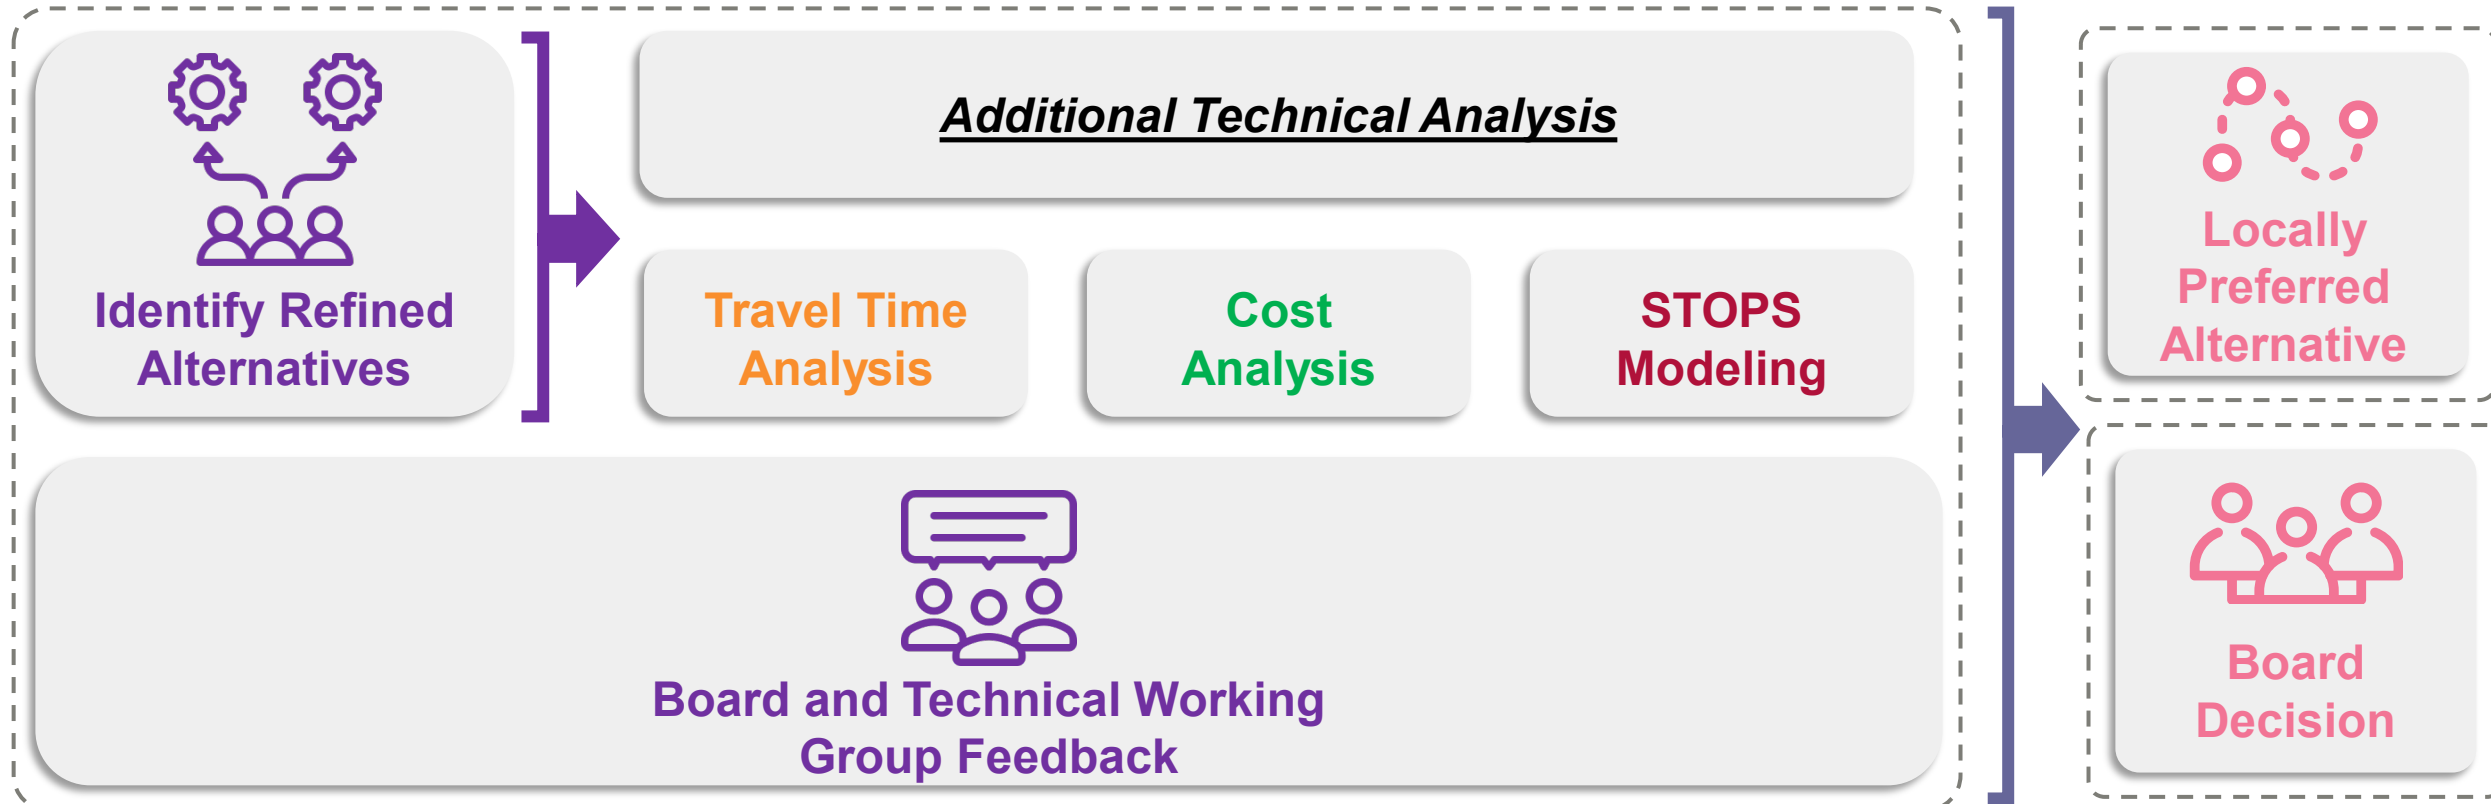 Identify Refined
Alternatives
Additional Technical Analysis
Travel Time
Analysis
Cost
Analysis
STOPS
Modeling
Board and Technical Working
Group Feedback
Locally
Preferred
Alternative
Board
Decision